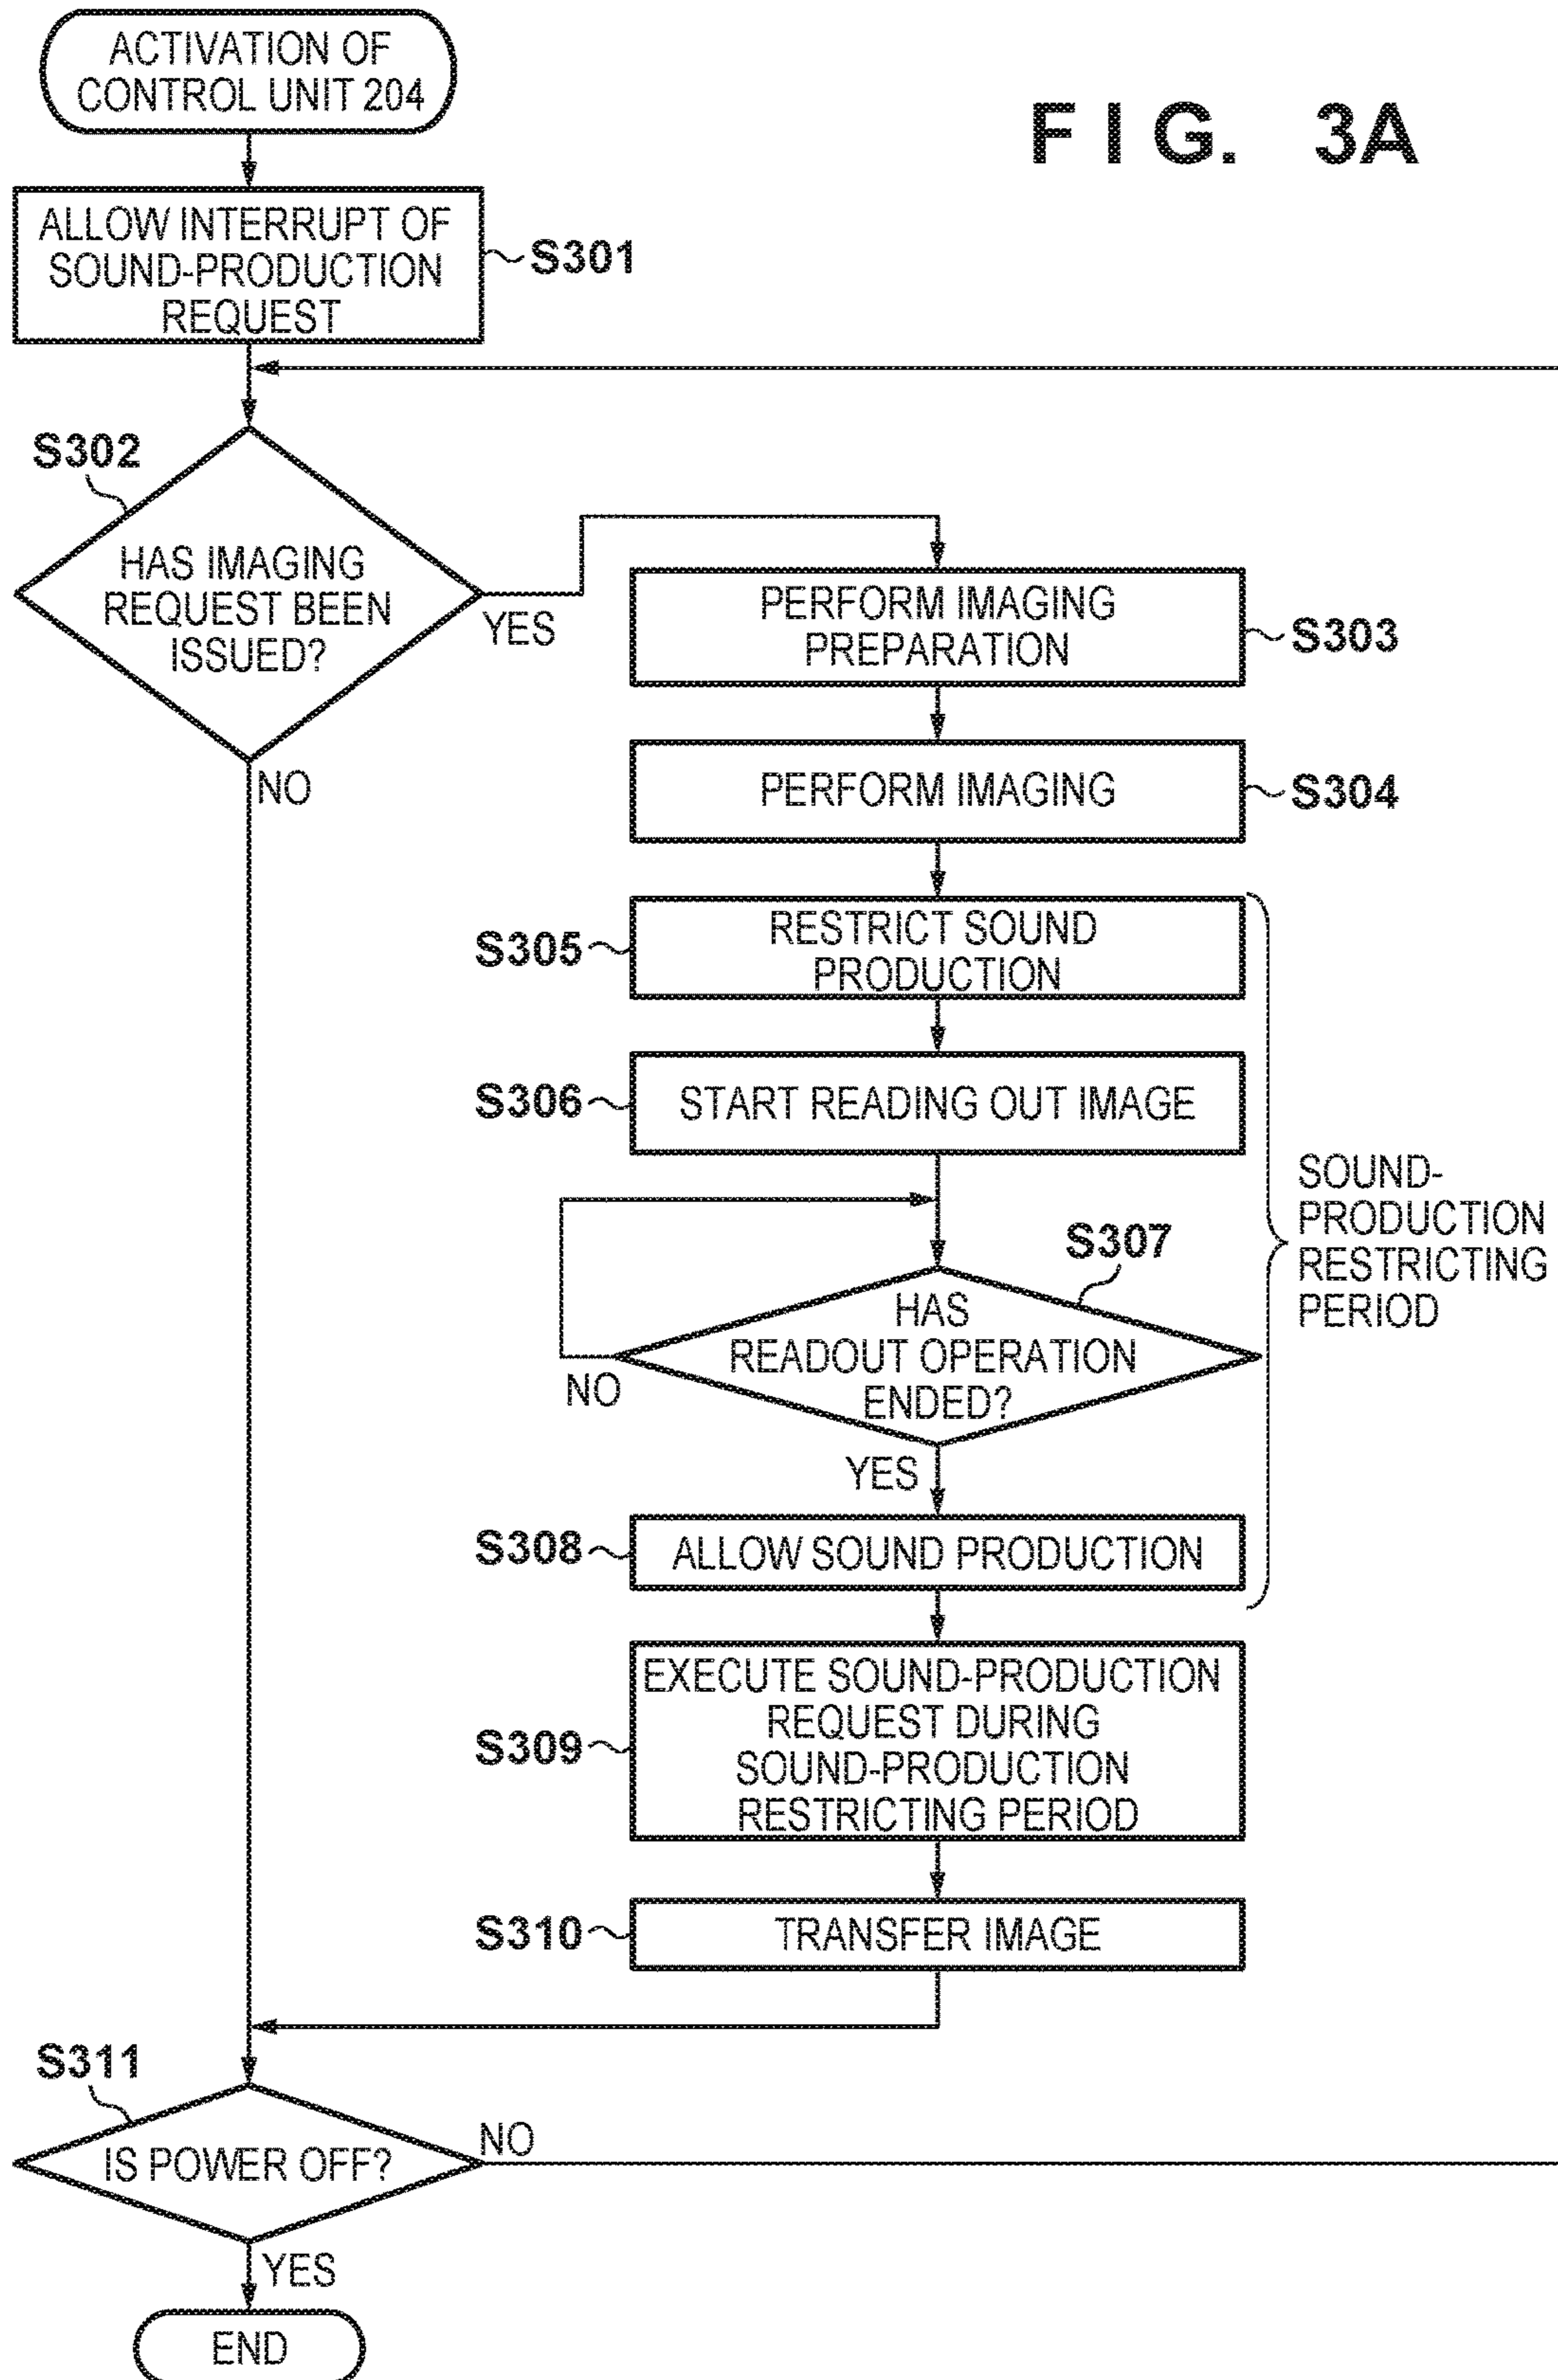 ACTIVATION OF
CONTROL UNIT 204
FIG. 3A
ALLOW INTERRUPT OF
SOUND-PRODUCTION
REQUEST
S301
S302
HAS IMAGING
REQUEST BEEN
ISSUED?
YES
NO
PERFORM IMAGING
PREPARATION
S303
PERFORM IMAGING
S304
S305
RESTRICT SOUND
PRODUCTION
S306
START READING OUT IMAGE
SOUND-
PRODUCTION
RESTRICTING
PERIOD
S307
HAS
READOUT OPERATION
ENDED?
NO
YES
S308
ALLOW SOUND PRODUCTION
S309
EXECUTE SOUND-PRODUCTION
REQUEST DURING
SOUND-PRODUCTION
RESTRICTING PERIOD
S310
TRANSFER IMAGE
S311
IS POWER OFF?
NO
YES
END